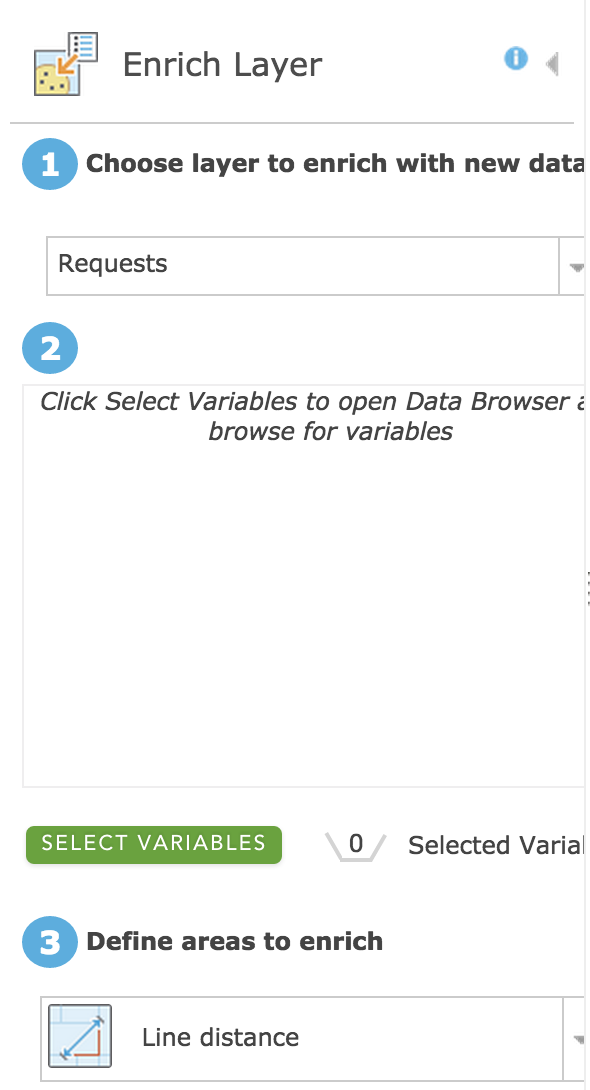 Enrich Layer
1 Choose layer to enrich with new data
Requests
2
Click Select Variables to open Data Browser
browse for variables
SELECT VARIABLES 0 Selected
3 Define areas to enrich
Line distance